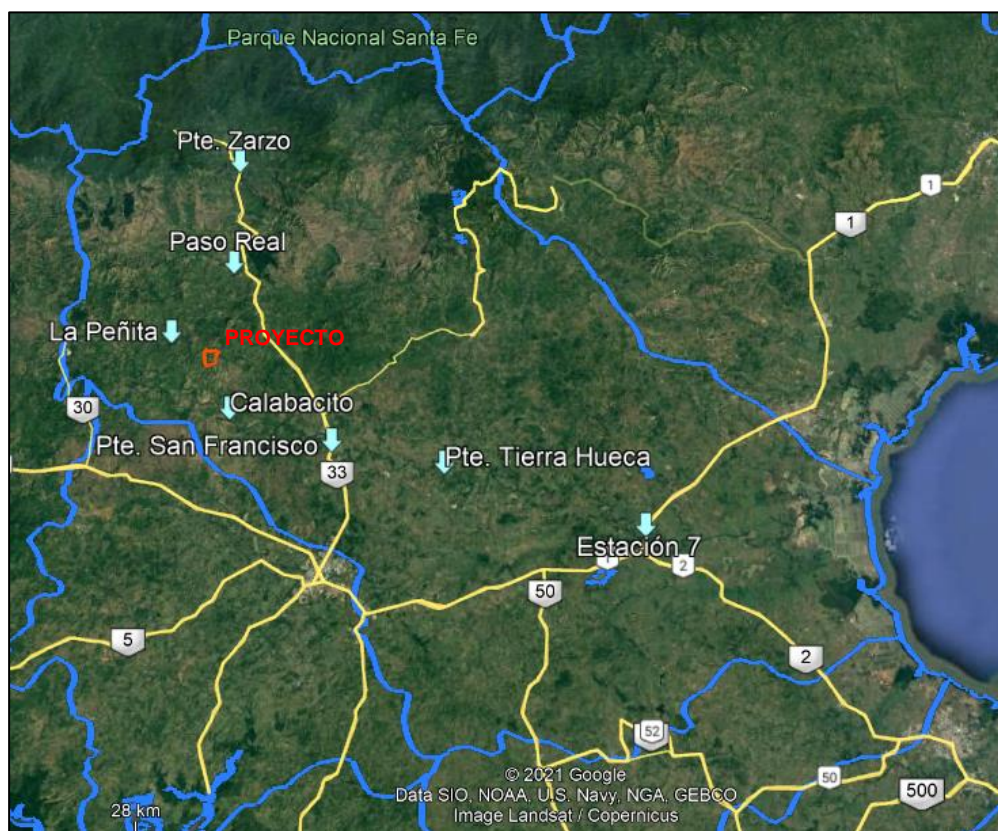 Parque Nacional Santa Fe
Pte. Zarzo
1
1
Paso Real
La Peñita
PROYECTO
30
Calabacito
Pte. San Francisco
33
Pte. Tierra Hueca
Estación 7
1
2
50
5
2
52
50
500
© 2021 Google
Data SIO, NOAA, U.S. Navy, NGA, GEBCO
Image Landsat / Copernicus
28 km